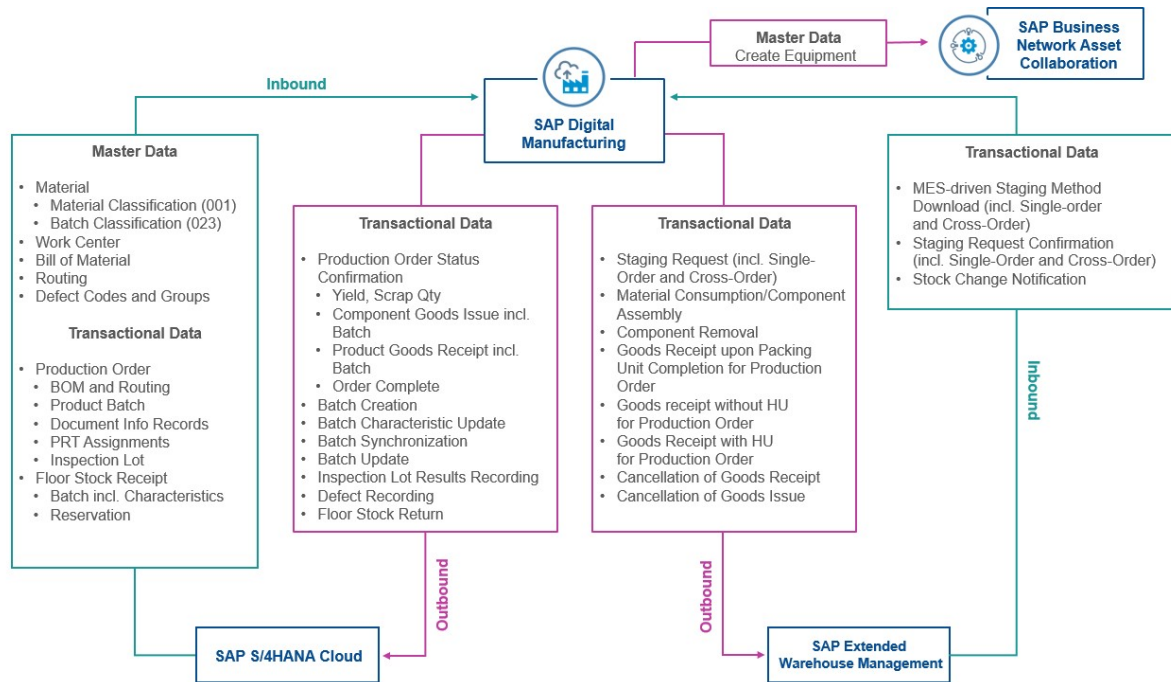 Master Data
Create Equipment
SAP Business
Network Asset
Collaboration
Inbound
SAP Digital
Manufacturing
Master Data
• Material
• Material Classification (001)
• Batch Classification (023)
• Work Center
• Bill of Material
• Routing
• Defect Codes and Groups
Transactional Data
• Production Order
• BOM and Routing
• Product Batch
• Document Info Records
• PRT Assignments
• Inspection Lot
• Floor Stock Receipt
• Batch incl. Characteristics
• Reservation
Transactional Data
• Production Order Status
Confirmation
• Yield, Scrap Qty
• Component Goods Issue incl.
Batch
• Product Goods Receipt incl.
Batch
• Order Complete
• Batch Creation
• Batch Characteristic Update
• Batch Synchronization
• Batch Update
• Inspection Lot Results Recording
• Defect Recording
• Floor Stock Return
Transactional Data
• Staging Request (incl. Single-
Order and Cross-Order)
• Material Consumption/Component
Assembly
• Component Removal
• Goods Receipt upon Packing
Unit Completion for Production
Order
• Goods receipt without HU
for Production Order
• Goods Receipt with HU
for Production Order
• Cancellation of Goods Receipt
• Cancellation of Goods Issue
Transactional Data
• MES-driven Staging Method
Download (incl. Single-order
and Cross-Order)
• Staging Request Confirmation
(incl. Single-Order and Cross-Order)
• Stock Change Notification
Inbound
Outbound
Outbound
SAP S/4HANA Cloud
SAP Extended
Warehouse Management